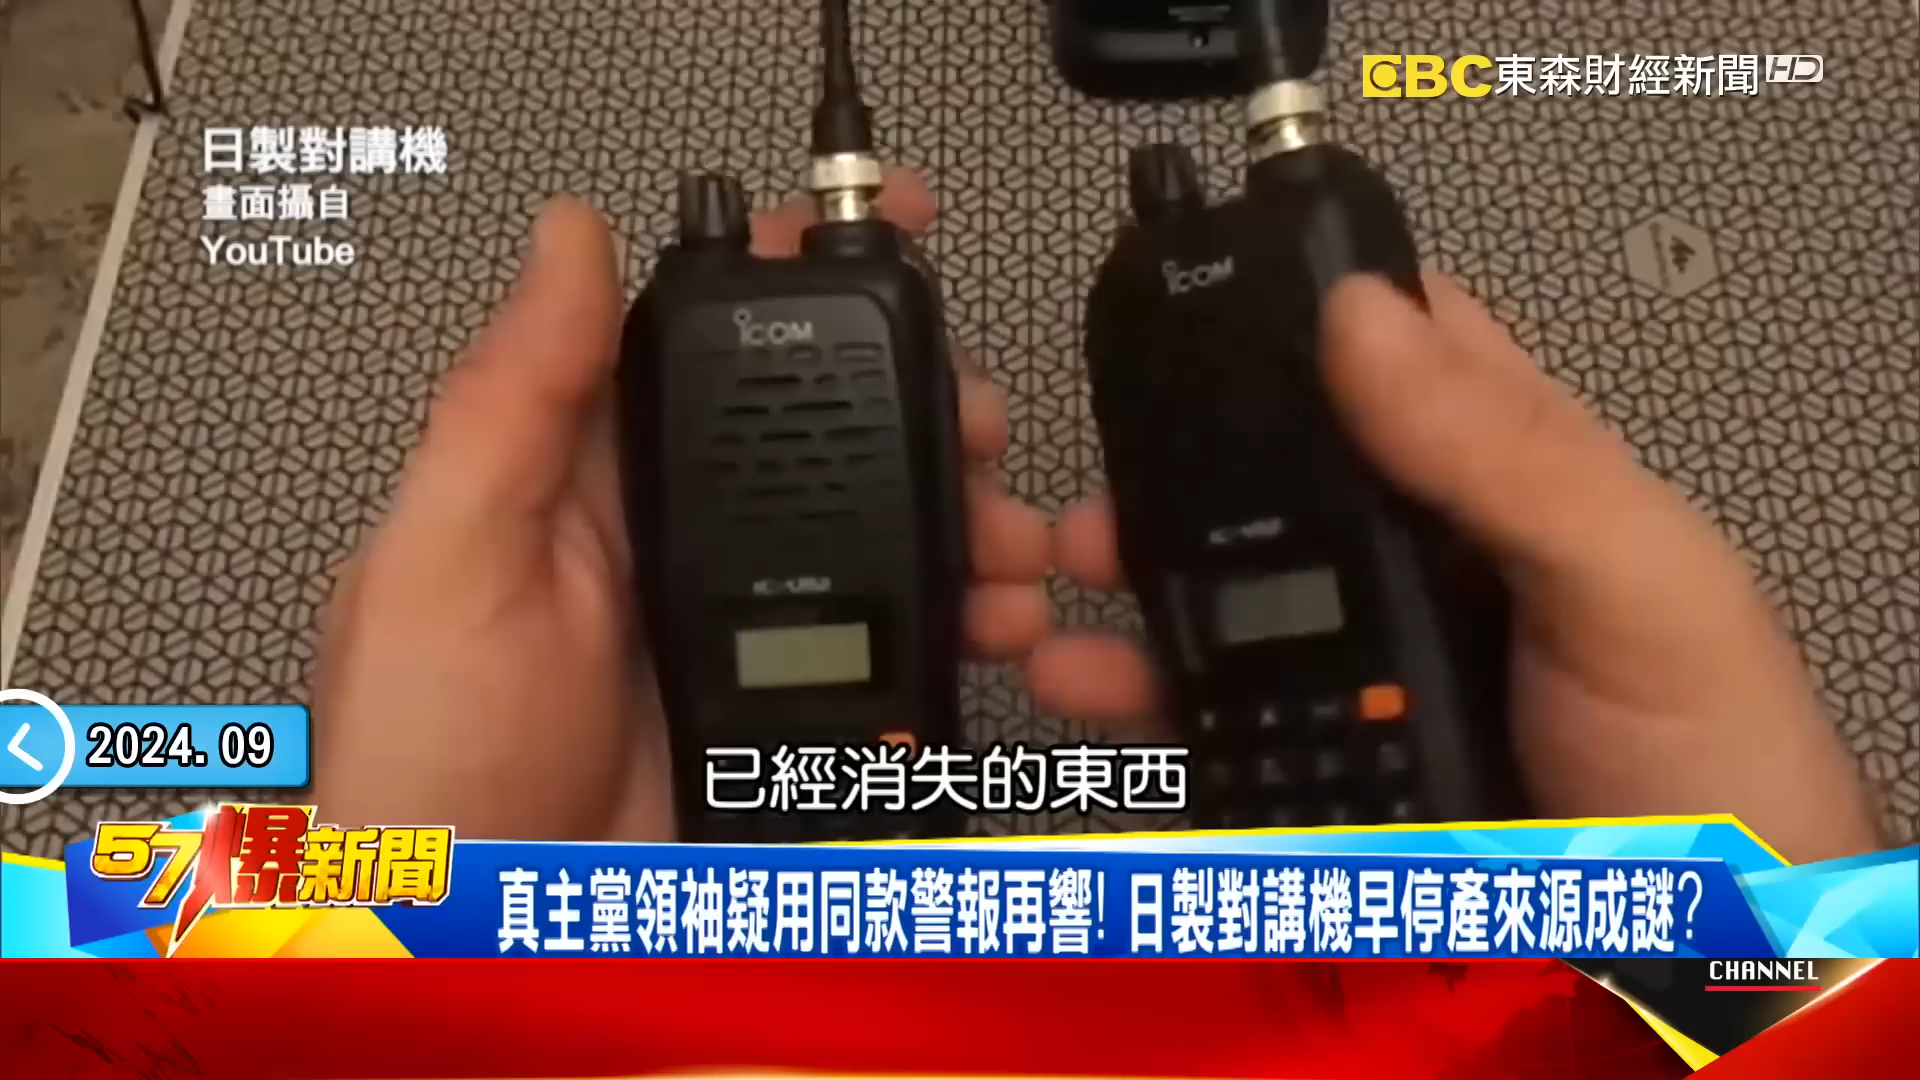 EBC東森財經新聞HD
日製對講機
畫面攝自
YouTube
iCOM
iCOM
2024.09
已經消失的東西
57爆新聞
真主黨領袖疑用同款警報再響! 日製對講機早停產來源成謎?
CHANNEL